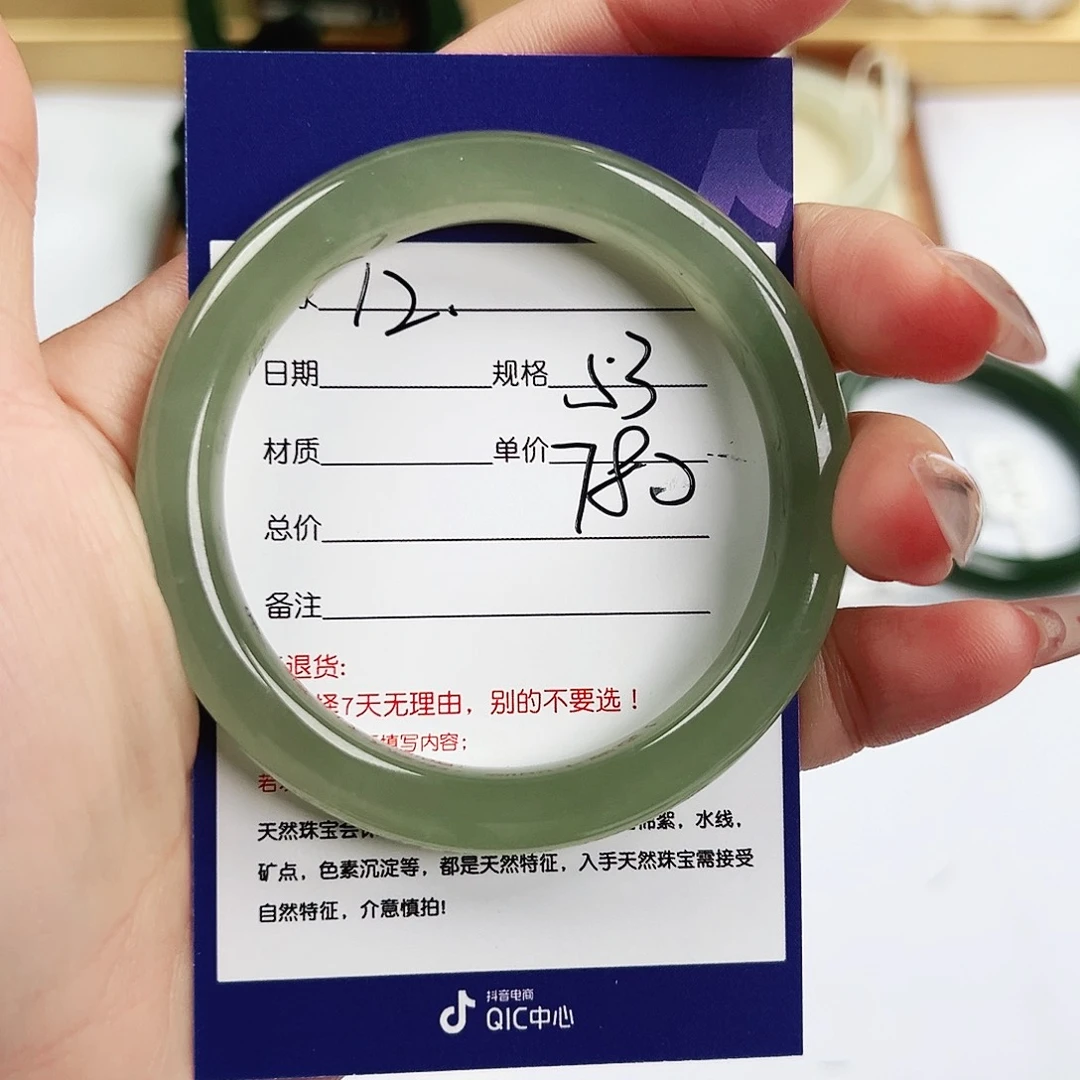 12.
日期 规格 53
材质 单价 780
总价
备注
退货:
7天无理由，别的不要选！
填写内容；
若
天然珠宝会 絮，水线，
矿点，色素沉淀等，都是天然特征，入手天然珠宝需接受
自然特征，介意慎拍!
抖音电商
QIC中心